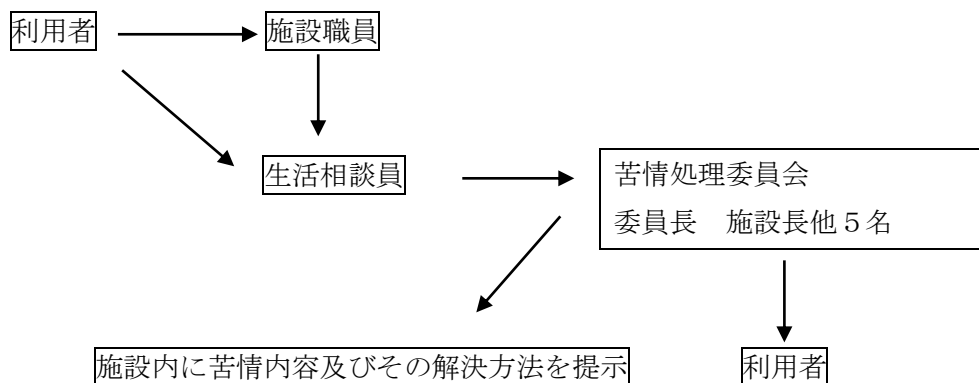 利用者
施設職員
生活相談員
苦情処理委員会
委員長　施設長他５名
施設内に苦情内容及びその解決方法を提示
利用者